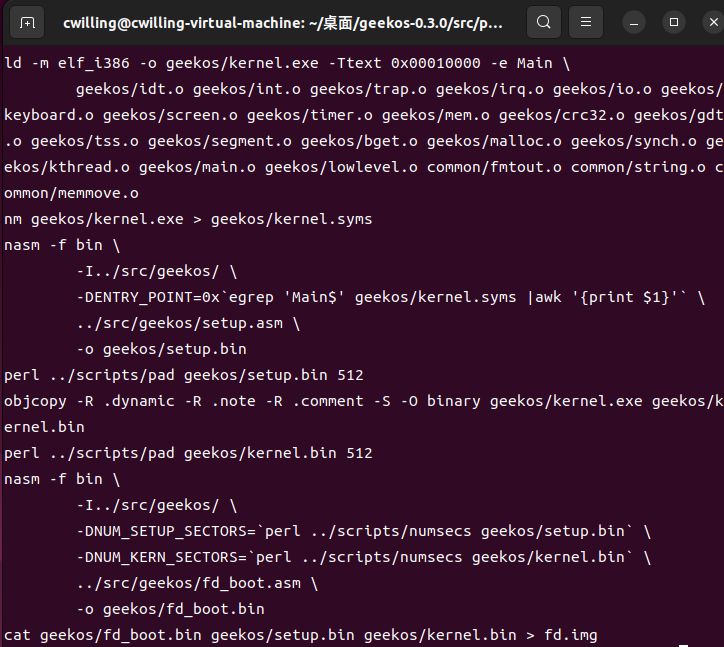 cwilling@cwilling-virtual-machine: ~/桌面/geekos-0.3.0/src/p...
ld -m elf_i386 -o geekos/kernel.exe -Ttext 0x00010000 -e Main \
        geekos/idt.o geekos/int.o geekos/trap.o geekos/irq.o geekos/io.o geekos/
keyboard.o geekos/screen.o geekos/timer.o geekos/mem.o geekos/crc32.o geekos/gdt
.o geekos/tss.o geekos/segment.o geekos/bget.o geekos/malloc.o geekos/synch.o ge
ekos/kthread.o geekos/main.o geekos/lowlevel.o common/fmtout.o common/string.o c
ommon/memmove.o
nm geekos/kernel.exe > geekos/kernel.syms
nasm -f bin \
        -I../src/geekos/ \
        -DENTRY_POINT=0x`egrep 'Main$' geekos/kernel.syms |awk '{print $1}'` \
        ../src/geekos/setup.asm \
        -o geekos/setup.bin
perl ../scripts/pad geekos/setup.bin 512
objcopy -R .dynamic -R .note -R .comment -S -O binary geekos/kernel.exe geekos/k
ernel.bin
perl ../scripts/pad geekos/kernel.bin 512
nasm -f bin \
        -I../src/geekos/ \
        -DNUM_SETUP_SECTORS=`perl ../scripts/numsecs geekos/setup.bin` \
        -DNUM_KERN_SECTORS=`perl ../scripts/numsecs geekos/kernel.bin` \
        ../src/geekos/fd_boot.asm \
        -o geekos/fd_boot.bin
cat geekos/fd_boot.bin geekos/setup.bin geekos/kernel.bin > fd.img